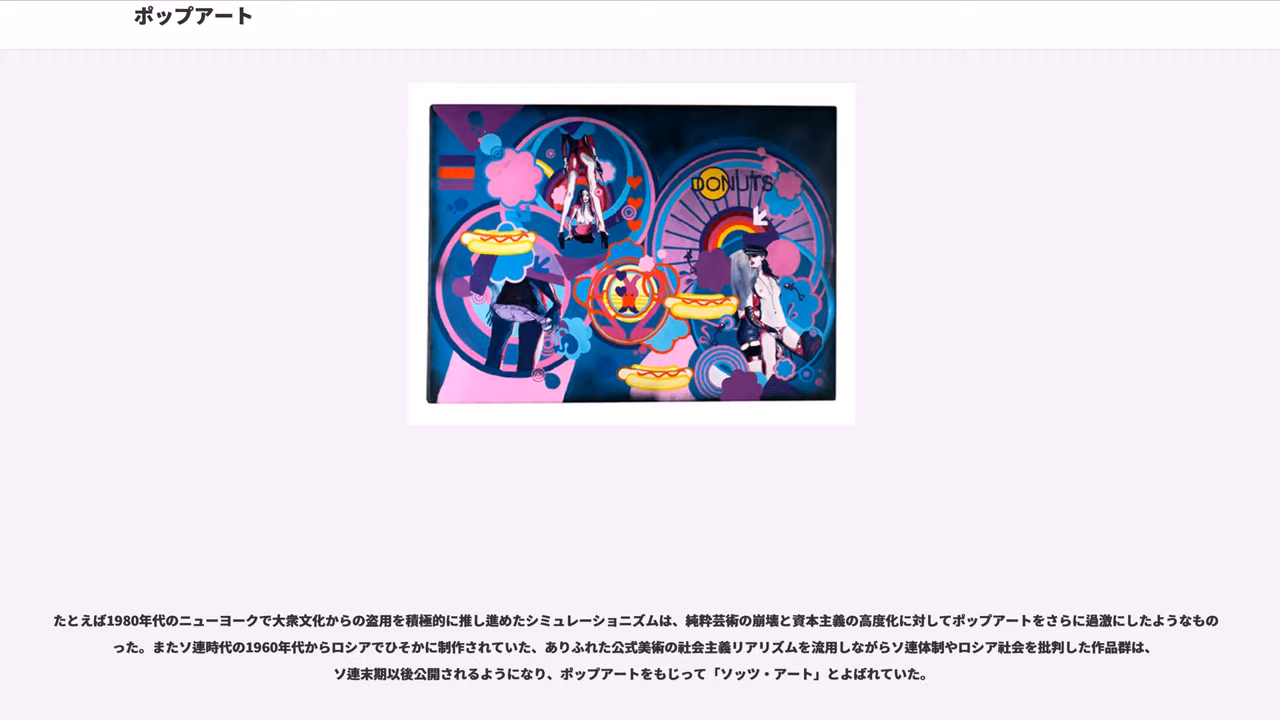 ポップアート
DONUTS
たとえば1980年代のニューヨークで大衆文化からの盗用を積極的に推し進めたシミュレーショニズムは、純粋芸術の崩壊と資本主義の高度化に対してポップアートをさらに過激にしたようなもの
った。またソ連時代の1960年代からロシアでひそかに制作されていた、ありふれた公式美術の社会主義リアリズムを流用しながらソ連体制やロシア社会を批判した作品群は、
ソ連末期以後公開されるようになり、ポップアートをもじって「ソッツ・アート」とよばれていた。